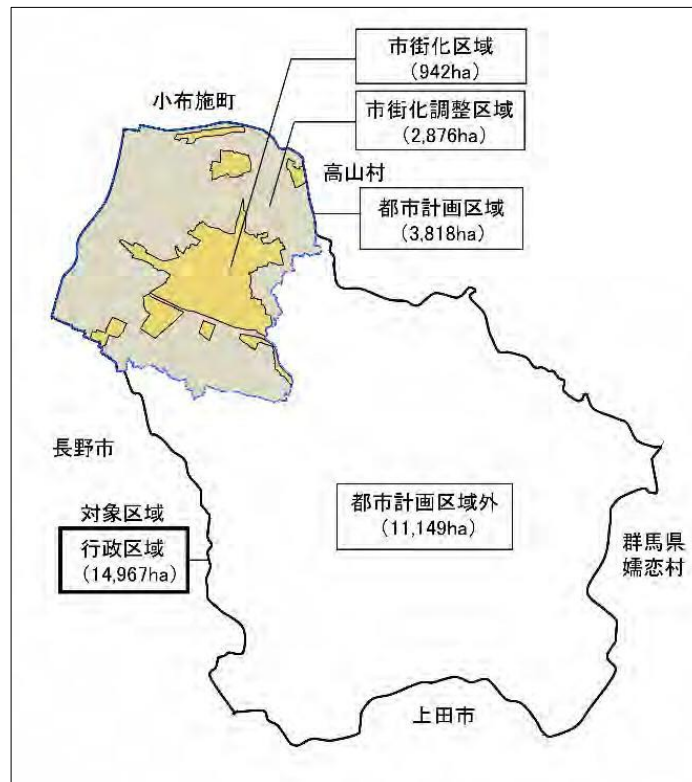 市街化区域
(942ha)
小布施町
市街化調整区域
(2,876ha)
高山村
都市計画区域
(3,818ha)
長野市
対象区域
行政区域
(14,967ha)
都市計画区域外
(11,149ha)
群馬県
嬬恋村
上田市